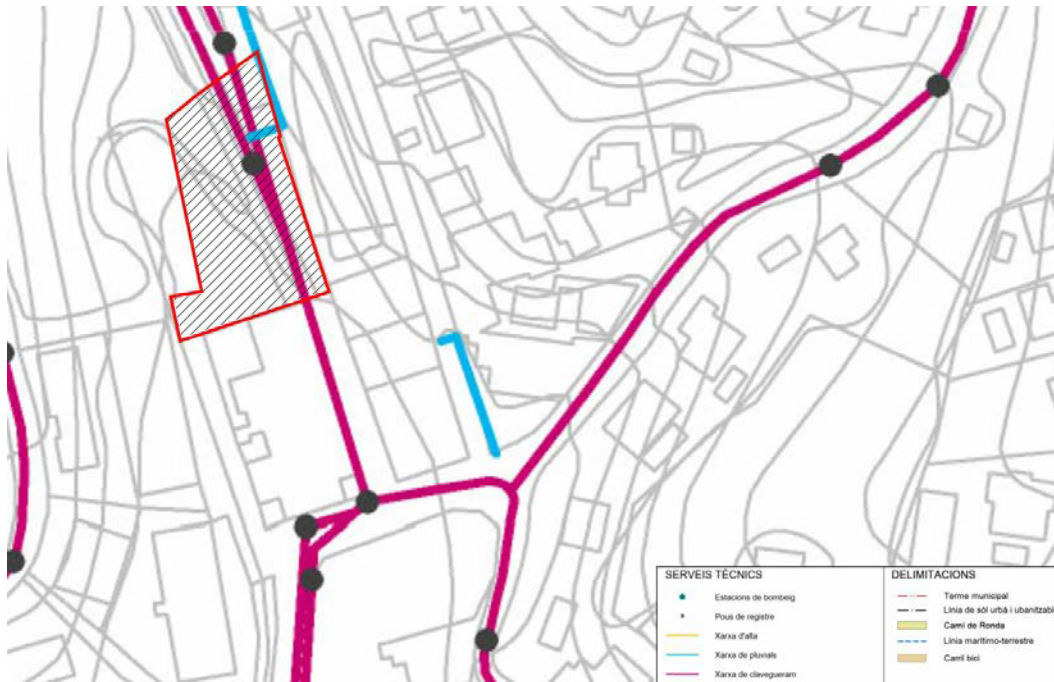 SERVEIS TÈCNICS
Estacions de bombeig
Pous de registre
Xarxa d'alta
Xarxa de pluvials
Xarxa de clavegueram
DELIMITACIONS
Terme municipal
Línia de sòl urbà i ubanitzable
Camí de Ronda
Línia marítimo-terrestre
Carril bici